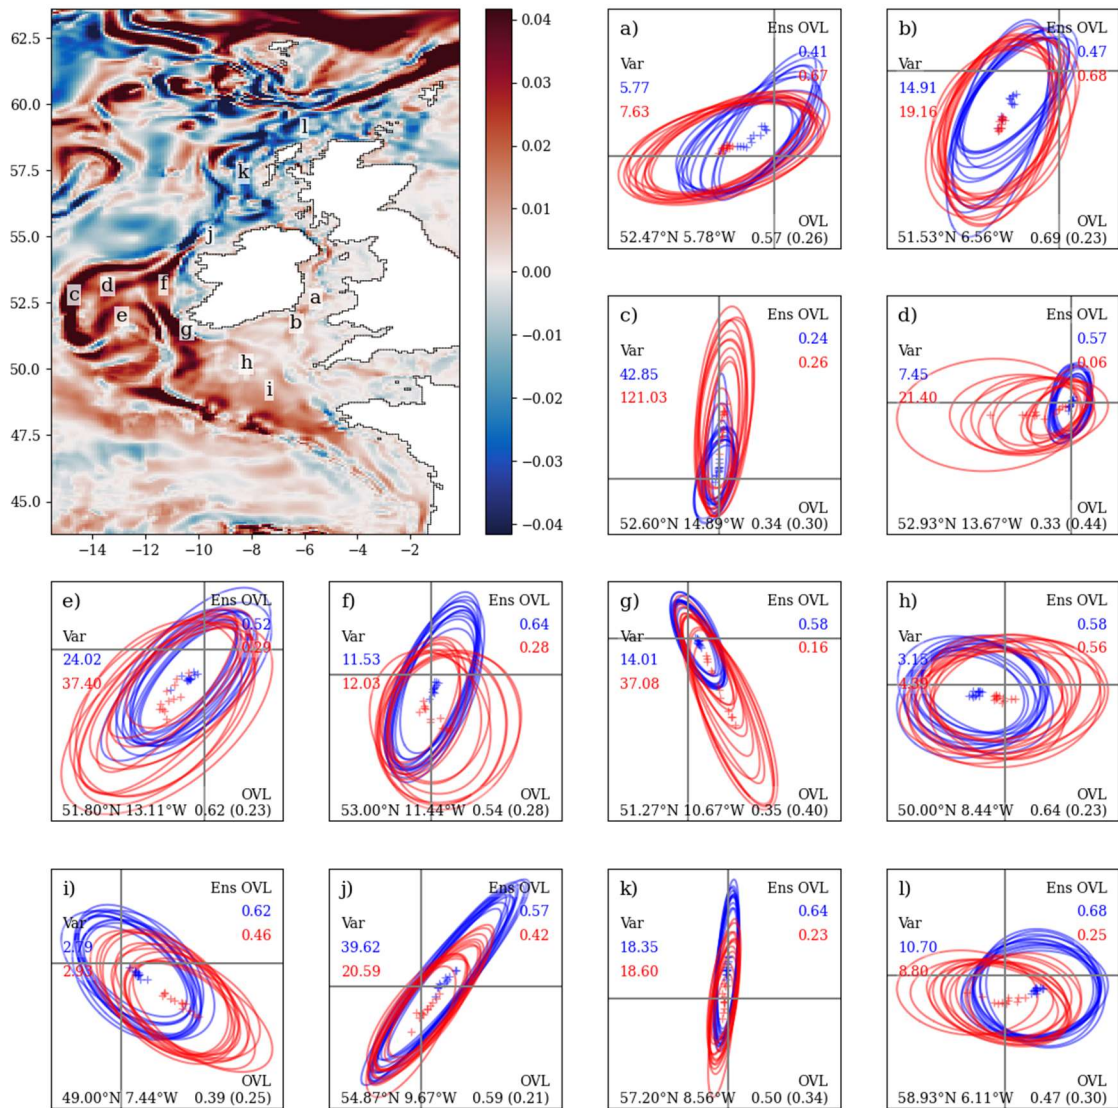 62.5
60.0
57.5
55.0
52.5
50.0
47.5
45.0
−14 −12 −10 −8 −6 −4 −2
0.04
0.03
0.02
0.01
0.00
−0.01
−0.02
−0.03
−0.04
l
k
j
c
d
f
e
a
g
b
h
i
a)
Ens OVL
0.41
0.67
Var
5.77
7.63
OVL
52.47°N 5.78°W 0.57 (0.26)
b)
Ens OVL
0.47
0.68
Var
14.91
19.16
OVL
51.53°N 6.56°W 0.69 (0.23)
c)
Ens OVL
0.24
0.26
Var
42.85
121.03
OVL
52.60°N 14.89°W 0.34 (0.30)
d)
Ens OVL
0.57
0.06
Var
7.45
21.40
OVL
52.93°N 13.67°W 0.33 (0.44)
e)
Ens OVL
0.52
0.29
Var
24.02
37.40
OVL
51.80°N 13.11°W 0.62 (0.23)
f)
Ens OVL
0.64
0.28
Var
11.53
12.03
OVL
53.00°N 11.44°W 0.54 (0.28)
g)
Ens OVL
0.58
0.16
Var
14.01
37.08
OVL
51.27°N 10.67°W 0.35 (0.40)
h)
Ens OVL
0.58
0.56
Var
3.15
4.39
OVL
50.00°N 8.44°W 0.64 (0.23)
i)
Ens OVL
0.62
0.46
Var
2.79
2.93
OVL
49.00°N 7.44°W 0.39 (0.25)
j)
Ens OVL
0.57
0.42
Var
39.62
20.59
OVL
54.87°N 9.67°W 0.59 (0.21)
k)
Ens OVL
0.64
0.23
Var
18.35
18.60
OVL
57.20°N 8.56°W 0.50 (0.34)
l)
Ens OVL
0.68
0.25
Var
10.70
8.80
OVL
58.93°N 6.11°W 0.47 (0.30)